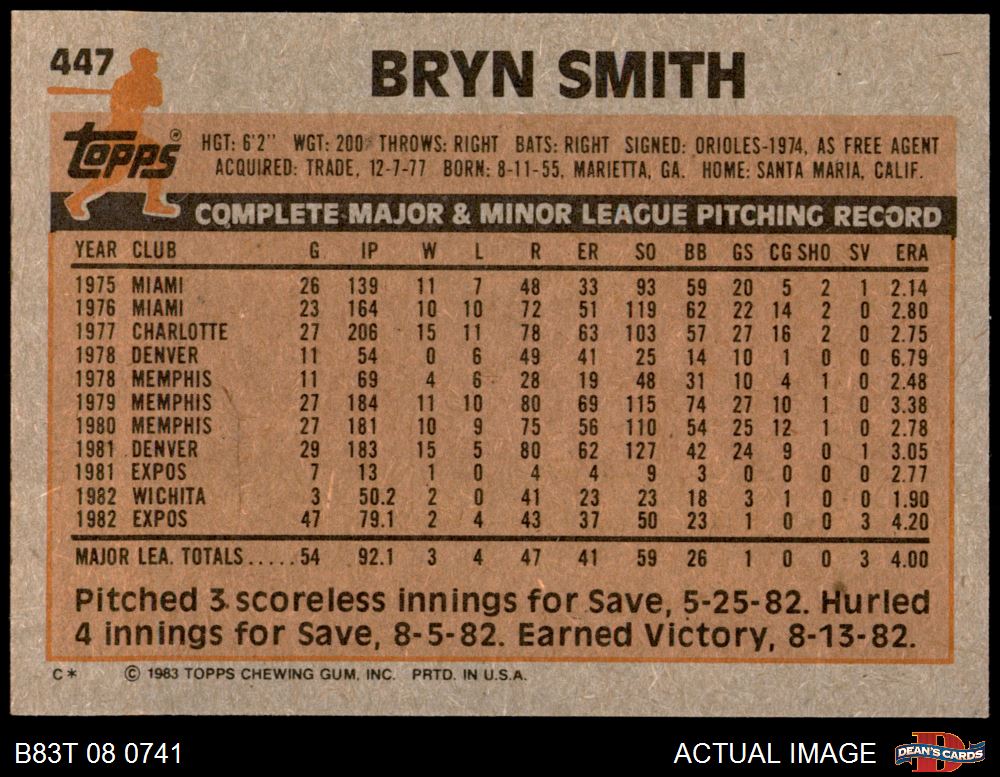 447
BRYN SMITH
topps®
HGT: 6'2" WGT: 200 THROWS: RIGHT BATS: RIGHT SIGNED: ORIOLES-1974, AS FREE AGENT
ACQUIRED: TRADE, 12-7-77 BORN: 8-11-55, MARIETTA, GA. HOME: SANTA MARIA, CALIF.
COMPLETE MAJOR & MINOR LEAGUE PITCHING RECORD
YEAR CLUB G IP W L R ER SO BB GS CG SHO SV ERA
1975 MIAMI 26 139 11 7 48 33 93 59 20 5 2 1 2.14
1976 MIAMI 23 164 10 10 72 51 119 62 22 14 2 0 2.80
1977 CHARLOTTE 27 206 15 11 78 63 103 57 27 16 2 0 2.75
1978 DENVER 11 54 0 6 49 41 25 14 10 1 0 0 6.79
1978 MEMPHIS 11 69 4 6 28 19 48 31 10 4 1 0 2.48
1979 MEMPHIS 27 184 11 10 80 69 115 74 27 10 1 0 3.38
1980 MEMPHIS 27 181 10 9 75 56 110 54 25 12 1 0 2.78
1981 DENVER 29 183 15 5 80 62 127 42 24 9 0 1 3.05
1981 EXPOS 7 13 1 0 4 4 9 3 0 0 0 0 2.77
1982 WICHITA 3 50.2 2 0 41 23 23 18 3 1 0 0 1.90
1982 EXPOS 47 79.1 2 4 43 37 50 23 1 0 0 3 4.20
MAJOR LEA. TOTALS.....54 92.1 3 4 47 41 59 26 1 0 0 3 4.00
Pitched 3 scoreless innings for Save, 5-25-82. Hurled
4 innings for Save, 8-5-82. Earned Victory, 8-13-82.
C* © 1983 TOPPS CHEWING GUM, INC. PRTD. IN U.S.A.
B83T 08 0741 ACTUAL IMAGE DEAN'S CARDS